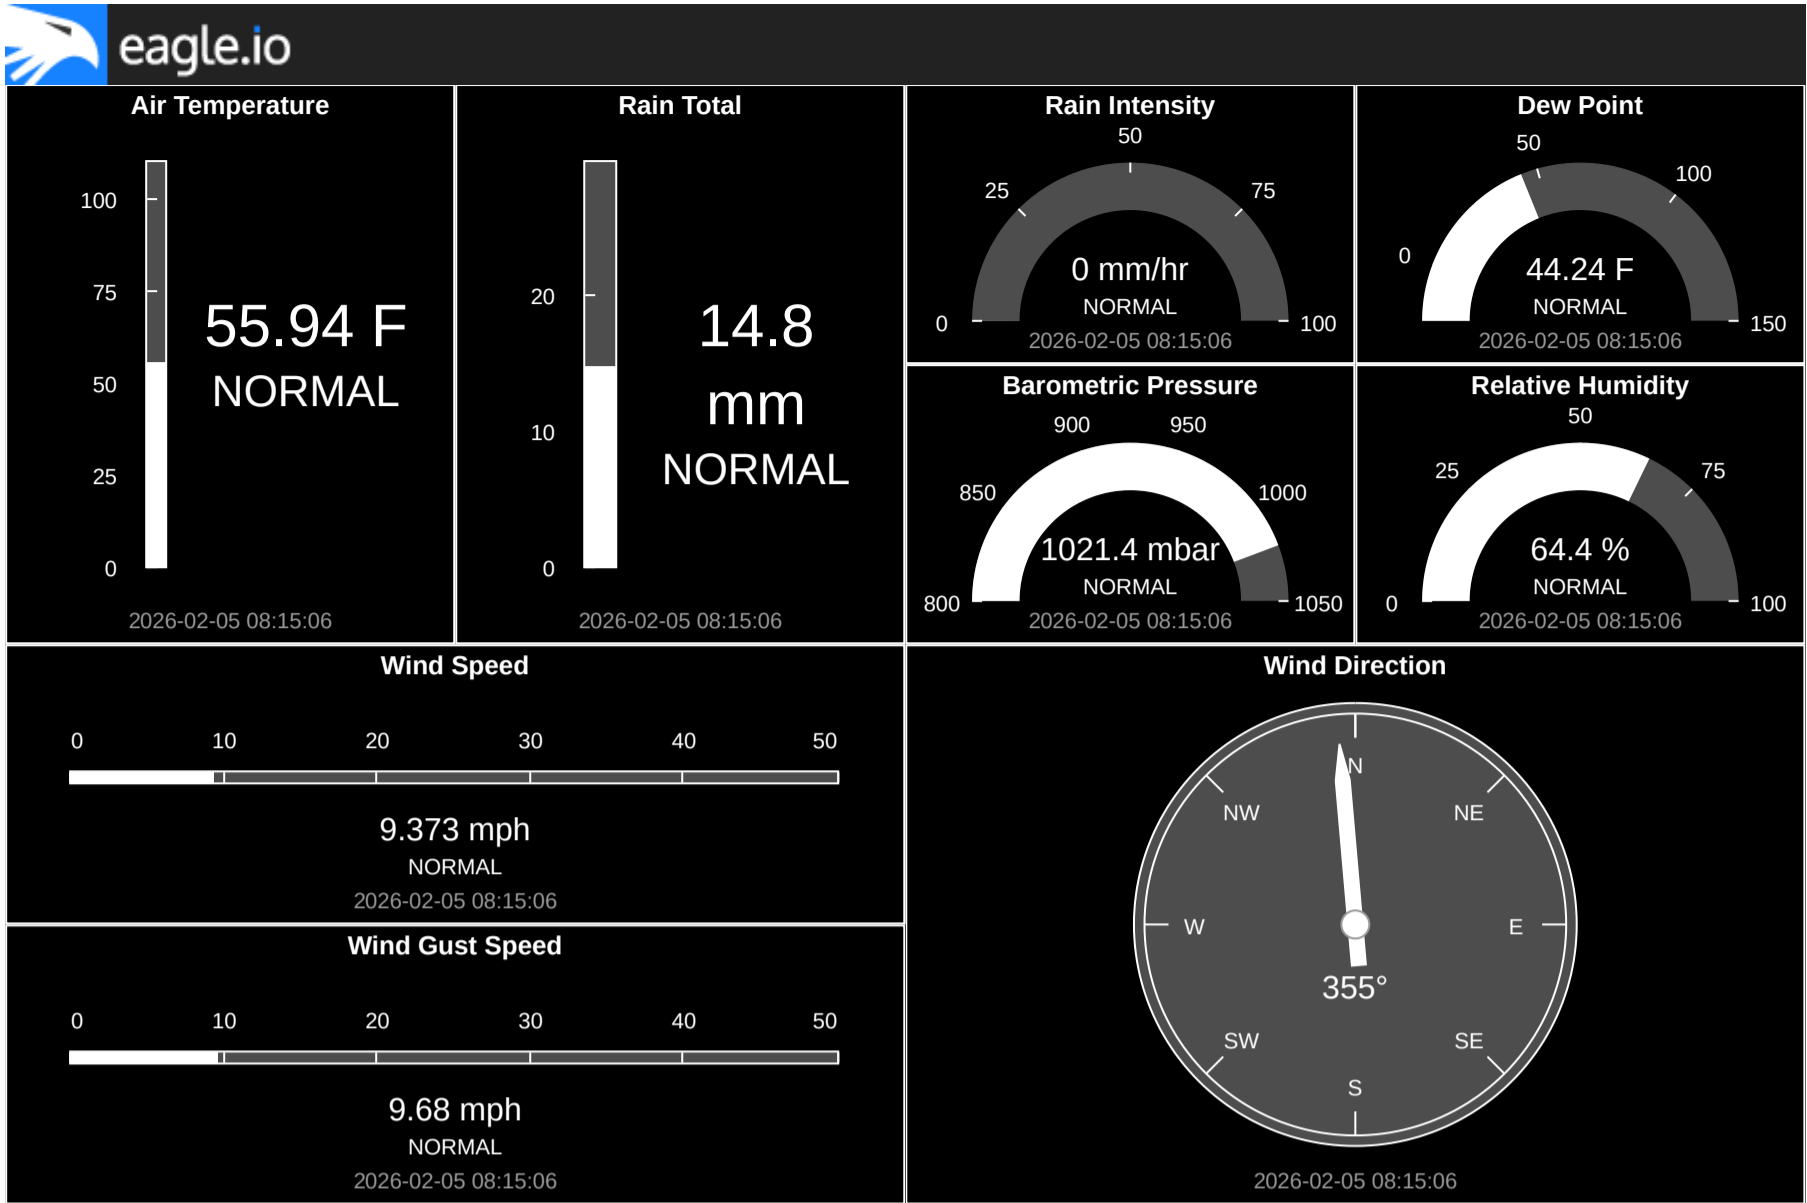 eagle.io
Air Temperature
100
75
50
25
0
55.94 F
NORMAL
2026-02-05 08:15:06
Rain Total
20
10
0
14.8
mm
NORMAL
2026-02-05 08:15:06
Rain Intensity
50
25
75
0
100
0 mm/hr
NORMAL
2026-02-05 08:15:06
Dew Point
50
100
0
150
44.24 F
NORMAL
2026-02-05 08:15:06
Barometric Pressure
900
950
850
1000
800
1050
1021.4 mbar
NORMAL
2026-02-05 08:15:06
Relative Humidity
50
25
75
0
100
64.4 %
NORMAL
2026-02-05 08:15:06
Wind Speed
0 10 20 30 40 50
9.373 mph
NORMAL
2026-02-05 08:15:06
Wind Gust Speed
0 10 20 30 40 50
9.68 mph
NORMAL
2026-02-05 08:15:06
Wind Direction
N
NW
NE
W
E
355°
SW
SE
S
2026-02-05 08:15:06